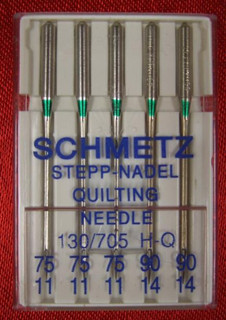 SCHMETZ
STEPP-NADEL
QUILTING
NEEDLE
130/705 H-Q
75 75 75 90 90
11 11 11 14 14